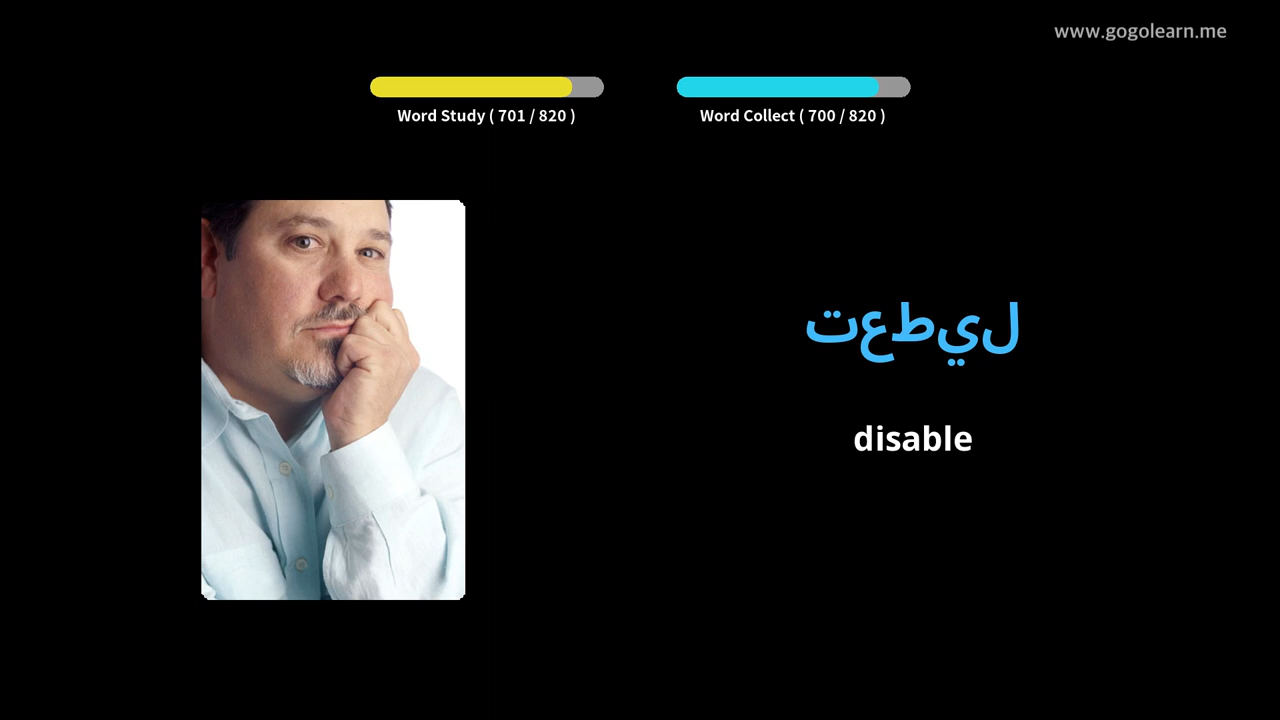 www.gogolearn.me
Word Study ( 701 / 820 )
Word Collect ( 700 / 820 )
تعطيل
disable